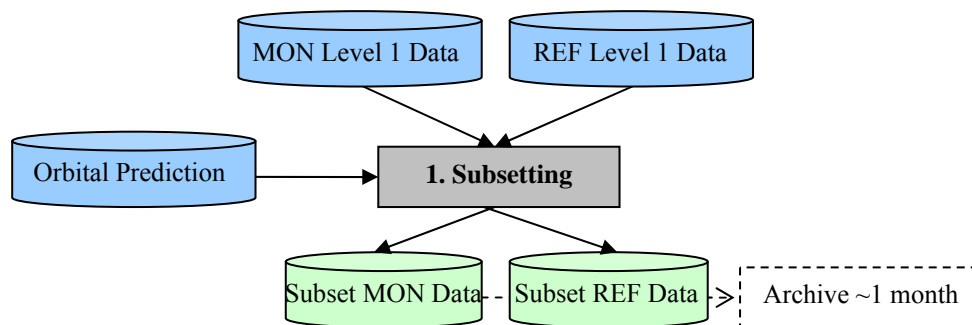 MON Level 1 Data
REF Level 1 Data
Orbital Prediction
1. Subsetting
Subset MON Data
Subset REF Data
Archive ~1 month